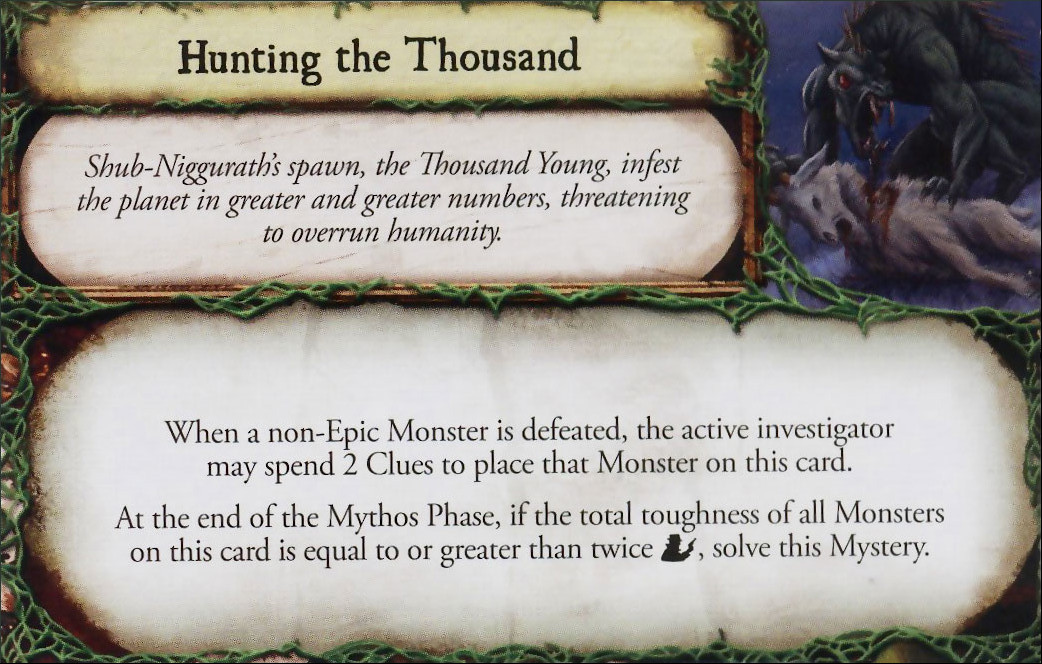 Hunting the Thousand
Shub-Niggurath's spawn, the Thousand Young, infest
the planet in greater and greater numbers, threatening
to overrun humanity.
When a non-Epic Monster is defeated, the active investigator
may spend 2 Clues to place that Monster on this card.
At the end of the Mythos Phase, if the total toughness of all Monsters
on this card is equal to or greater than twice , solve this Mystery.